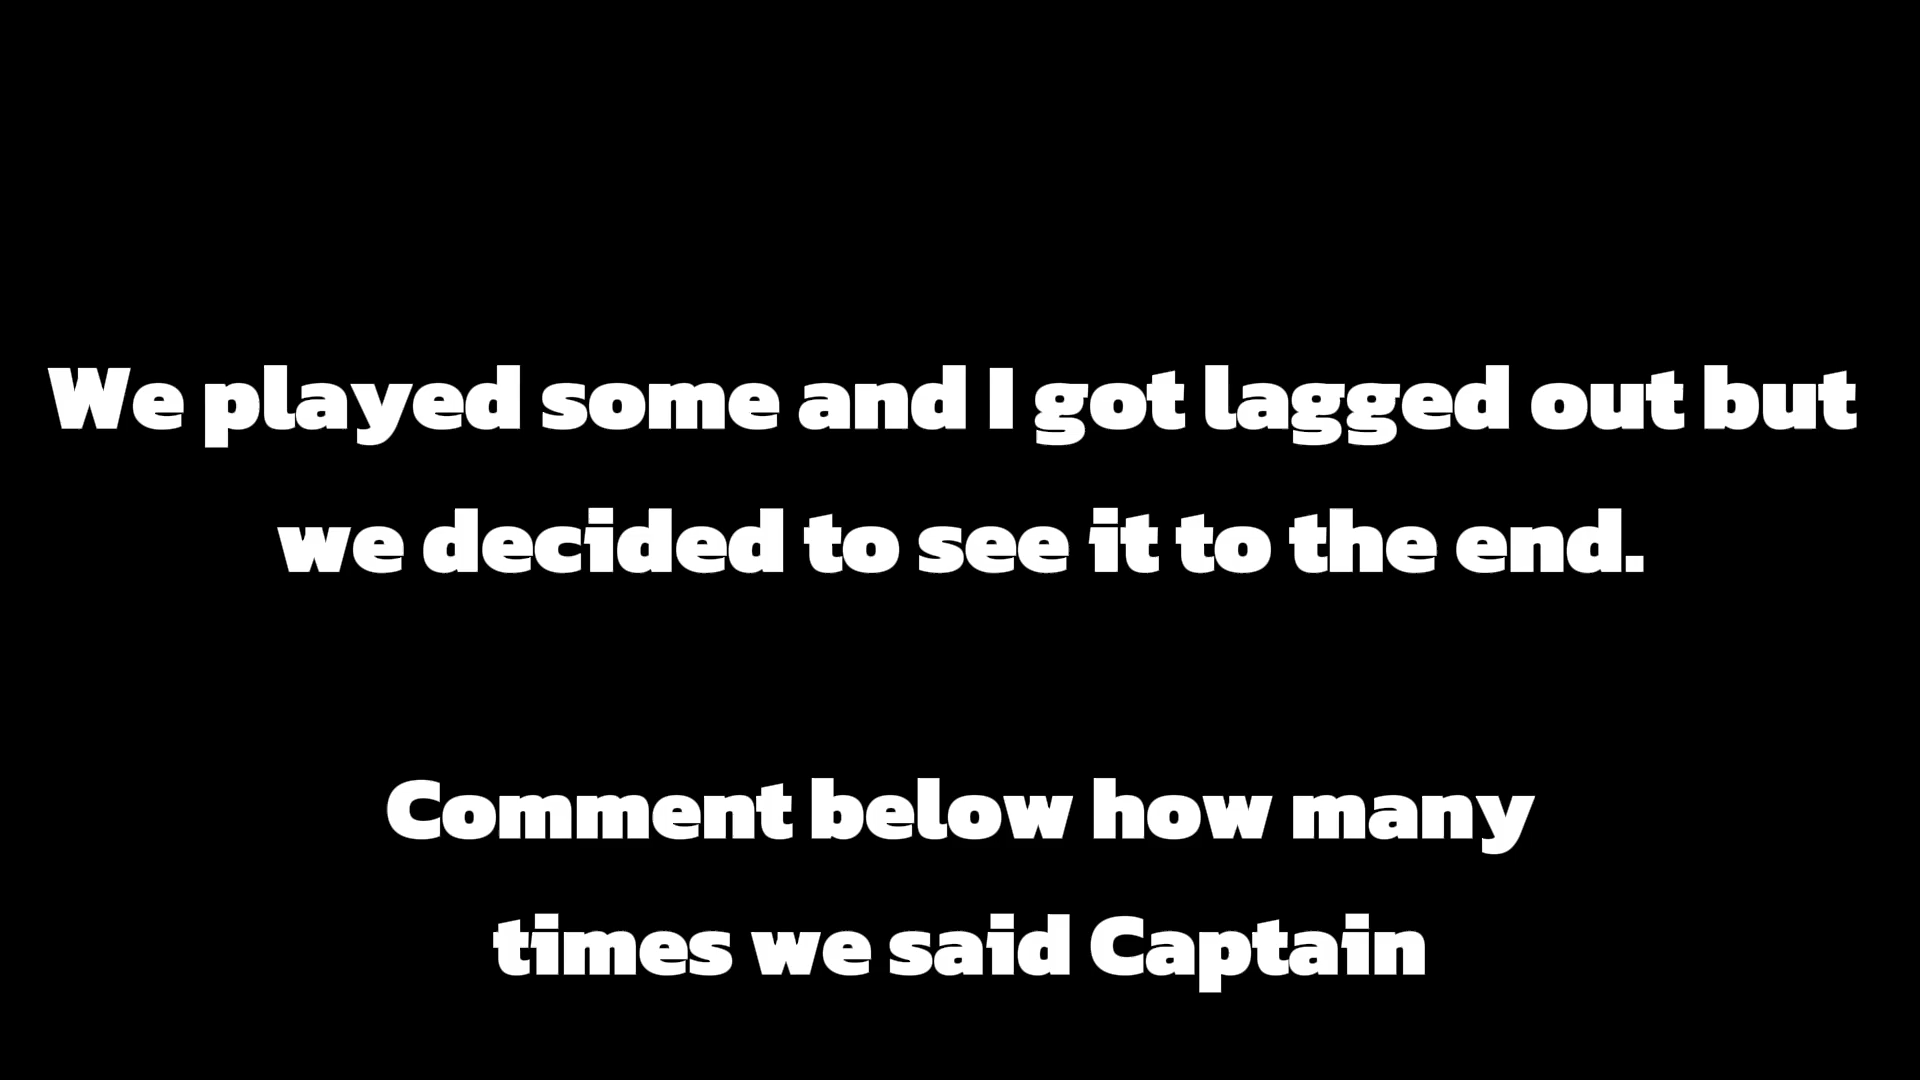 We played some and I got lagged out but
we decided to see it to the end.
Comment below how many
times we said Captain